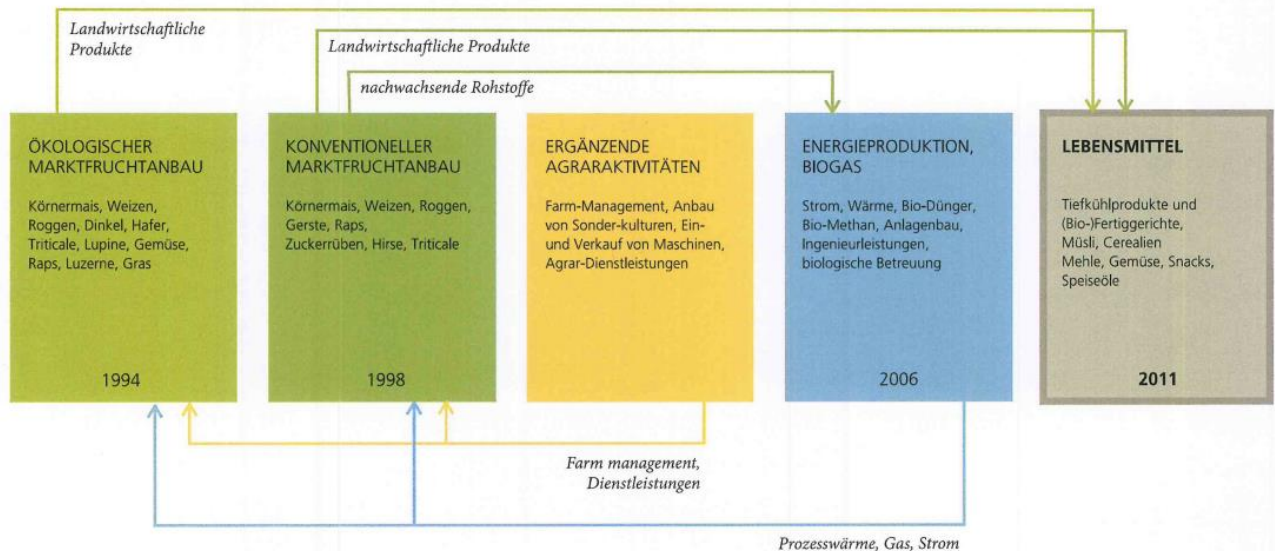 Landwirtschaftliche
Produkte
Landwirtschaftliche Produkte
nachwachsende Rohstoffe
ÖKOLOGISCHER
MARKTFRUCHTANBAU
Körnermais, Weizen,
Roggen, Dinkel, Hafer,
Triticale, Lupine, Gemüse,
Raps, Luzerne, Gras
1994
KONVENTIONELLER
MARKTFRUCHTANBAU
Körnermais, Weizen, Roggen,
Gerste, Raps,
Zuckerrüben, Hirse, Triticale
1998
ERGÄNZENDE
AGRARAKTIVITÄTEN
Farm-Management, Anbau
von Sonder-kulturen, Ein-
und Verkauf von Maschinen,
Agrar-Dienstleistungen
ENERGIEPRODUKTION,
BIOGAS
Strom, Wärme, Bio-Dünger,
Bio-Methan, Anlagenbau,
Ingenieurleistungen,
biologische Betreuung
2006
LEBENSMITTEL
Tiefkühlprodukte und
(Bio-)Fertiggerichte,
Müsli, Cerealien
Mehle, Gemüse, Snacks,
Speiseöle
2011
Farm management,
Dienstleistungen
Prozesswärme, Gas, Strom